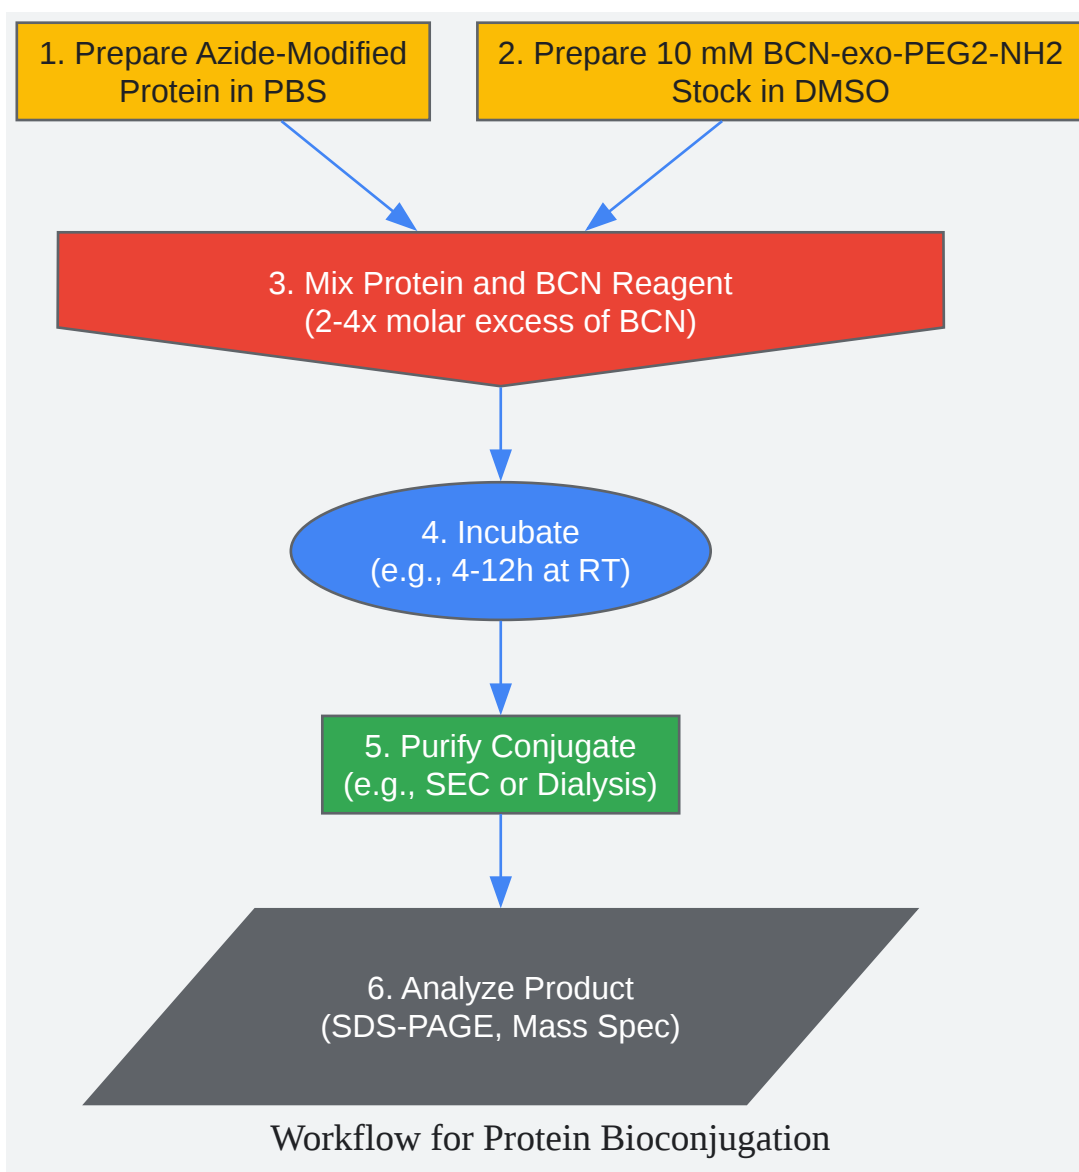 1. Prepare Azide-Modified
Protein in PBS
2. Prepare 10 mM BCN-exo-PEG2-NH2
Stock in DMSO
3. Mix Protein and BCN Reagent
(2-4x molar excess of BCN)
4. Incubate
(e.g., 4-12h at RT)
5. Purify Conjugate
(e.g., SEC or Dialysis)
6. Analyze Product
(SDS-PAGE, Mass Spec)
Workflow for Protein Bioconjugation